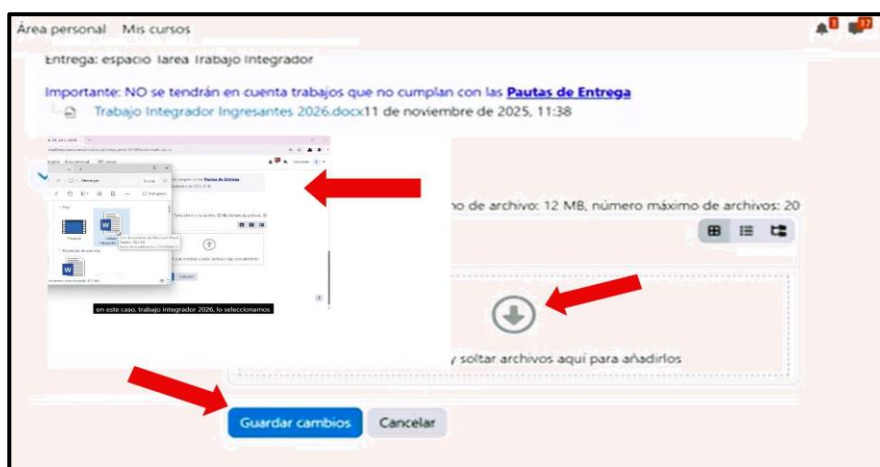 Área personal Mis cursos
3 37
Entrega: espacio Tarea Trabajo Integrador
Importante: NO se tendrán en cuenta trabajos que no cumplan con las Pautas de Entrega
Trabajo Integrador Ingresantes 2026.docx11 de noviembre de 2025, 11:38
Descargas
no de archivo: 12 MB, número máximo de archivos: 20
en este caso, trabajo integrador 2026, lo seleccionamos
y soltar archivos aquí para añadirlos
Guardar cambios Cancelar